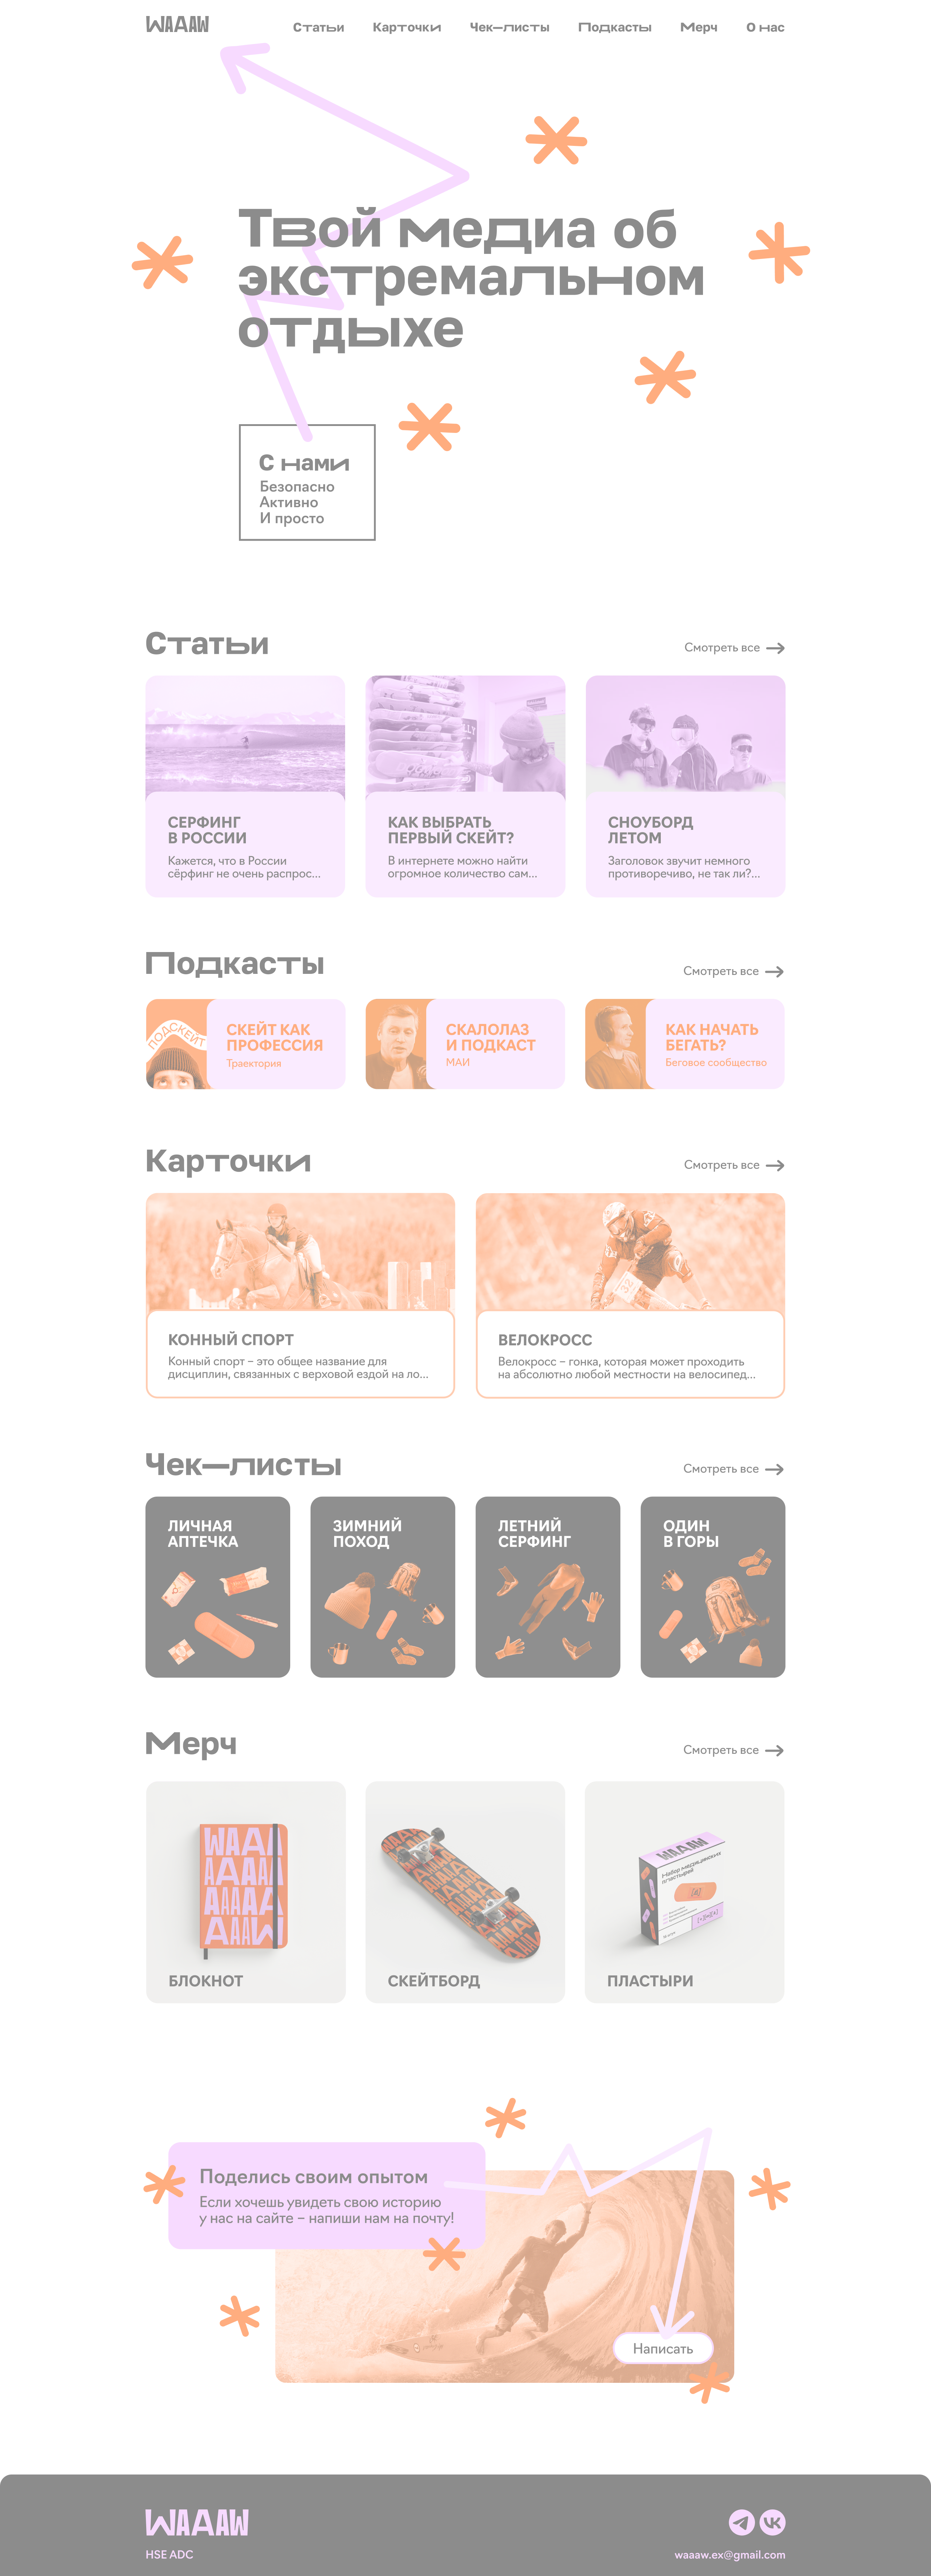 WAAAW
Статьи
Карточки
Чек—листы
Подкасты
Мерч
О нас
Твой медиа об
экстремальном
отдыхе
С нами
Безопасно
Активно
И просто
Статьи
Смотреть все
СЕРФИНГ
В РОССИИ
Кажется, что в России
сёрфинг не очень распрос...
КАК ВЫБРАТЬ
ПЕРВЫЙ СКЕЙТ?
В интернете можно найти
огромное количество сам...
СНОУБОРД
ЛЕТОМ
Заголовок звучит немного
противоречиво, не так ли?...
Подкасты
Смотреть все
ПОДСКЕЙТ
СКЕЙТ КАК
ПРОФЕССИЯ
Траектория
СКАЛОЛАЗ
И ПОДКАСТ
МАИ
КАК НАЧАТЬ
БЕГАТЬ?
Беговое сообщество
Карточки
Смотреть все
КОННЫЙ СПОРТ
Конный спорт – это общее название для
дисциплин, связанных с верховой ездой на ло...
ВЕЛОКРОСС
Велокросс – гонка, которая может проходить
на абсолютно любой местности на велосипед...
Чек—листы
Смотреть все
ЛИЧНАЯ
АПТЕЧКА
ЗИМНИЙ
ПОХОД
ЛЕТНИЙ
СЕРФИНГ
ОДИН
В ГОРЫ
Мерч
Смотреть все
БЛОКНОТ
СКЕЙТБОРД
WAAAW
Набор медицинских
пластырей
ПЛАСТЫРИ
Поделись своим опытом
Если хочешь увидеть свою историю
у нас на сайте – напиши нам на почту!
Написать
WAAAW
HSE ADC
waaaw.ex@gmail.com